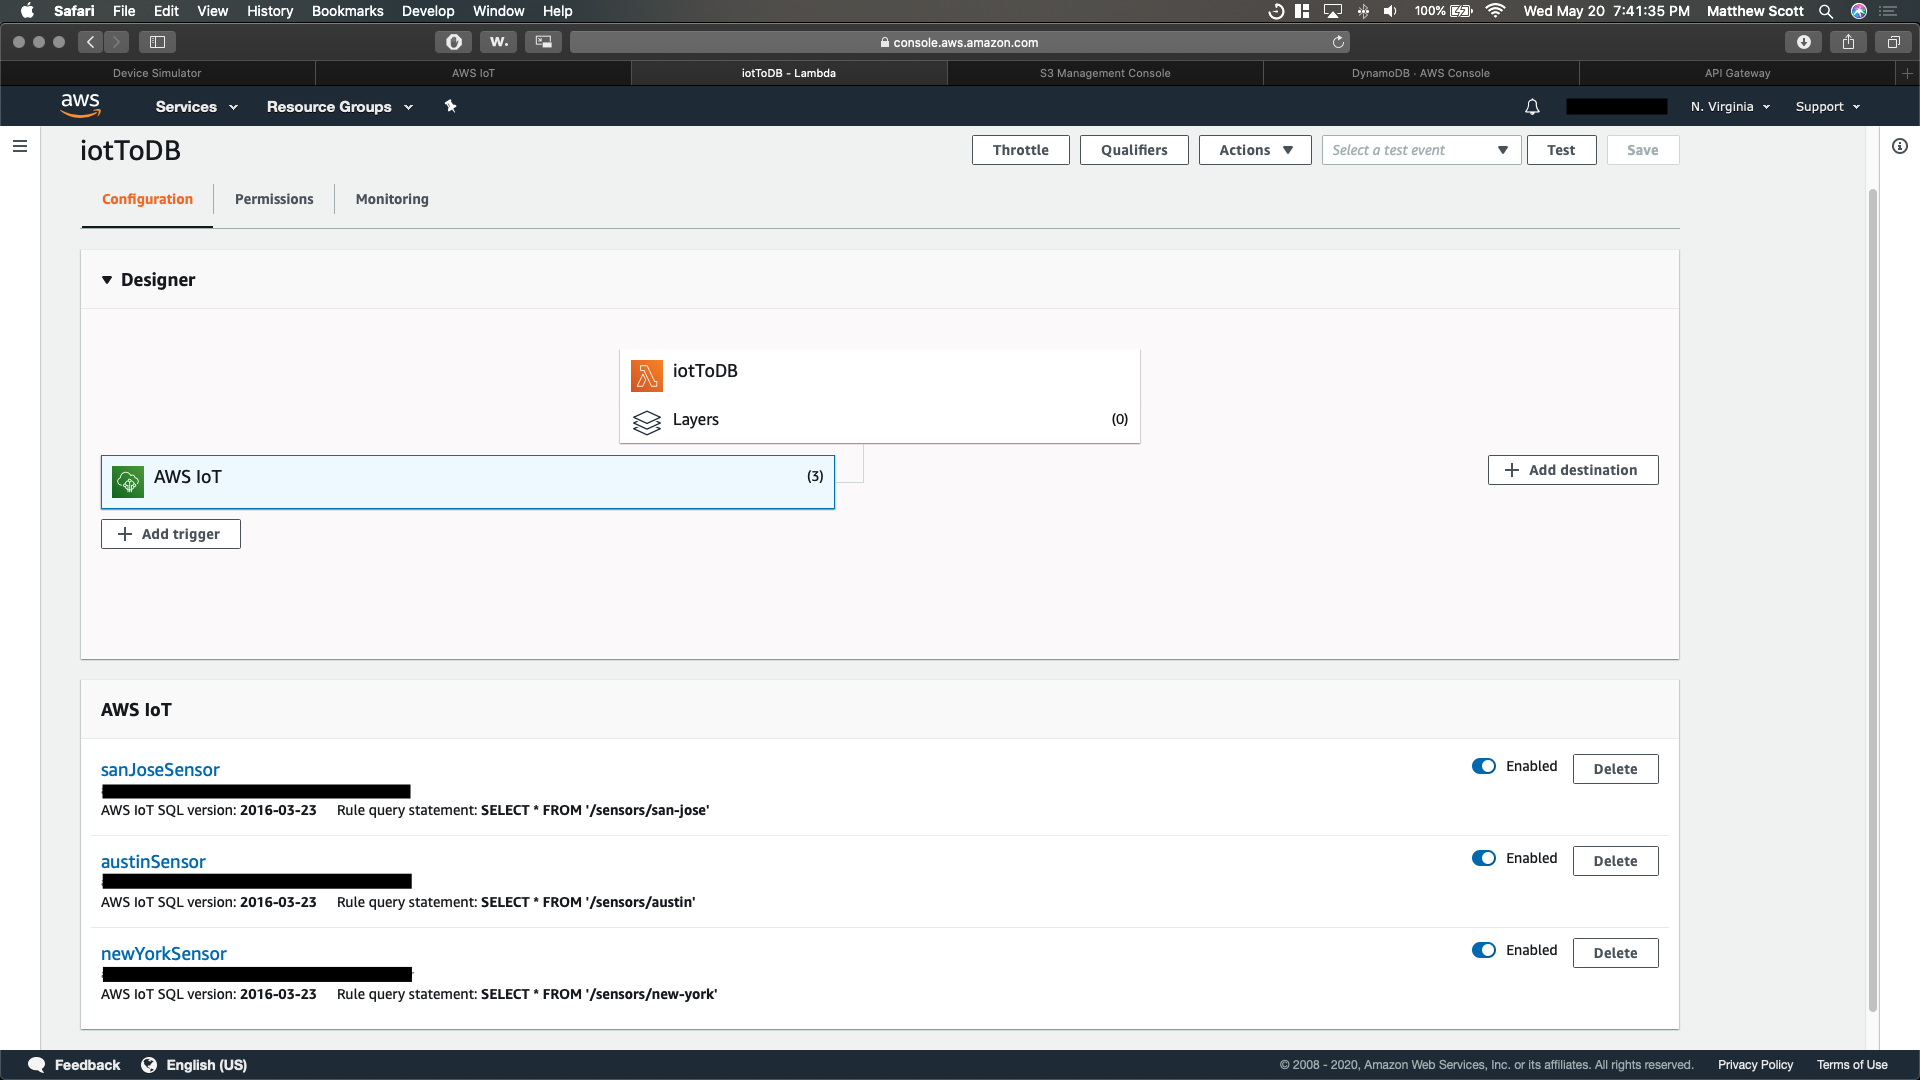 Safari File Edit View History Bookmarks Develop Window Help 100% Wed May 20 7:41:35 PM Matthew Scott
W. console.aws.amazon.com
Device Simulator AWS IoT iotToDB - Lambda S3 Management Console DynamoDB · AWS Console API Gateway
aws Services Resource Groups N. Virginia Support
iotToDB Throttle Qualifiers Actions Select a test event Test Save
Configuration Permissions Monitoring
Designer
iotToDB
Layers (0)
AWS IoT (3)
+ Add destination
+ Add trigger
AWS IoT
sanJoseSensor Enabled Delete
AWS IoT SQL version: 2016-03-23 Rule query statement: SELECT * FROM '/sensors/san-jose'
austinSensor Enabled Delete
AWS IoT SQL version: 2016-03-23 Rule query statement: SELECT * FROM '/sensors/austin'
newYorkSensor Enabled Delete
AWS IoT SQL version: 2016-03-23 Rule query statement: SELECT * FROM '/sensors/new-york'
Feedback English (US) © 2008 - 2020, Amazon Web Services, Inc. or its affiliates. All rights reserved. Privacy Policy Terms of Use